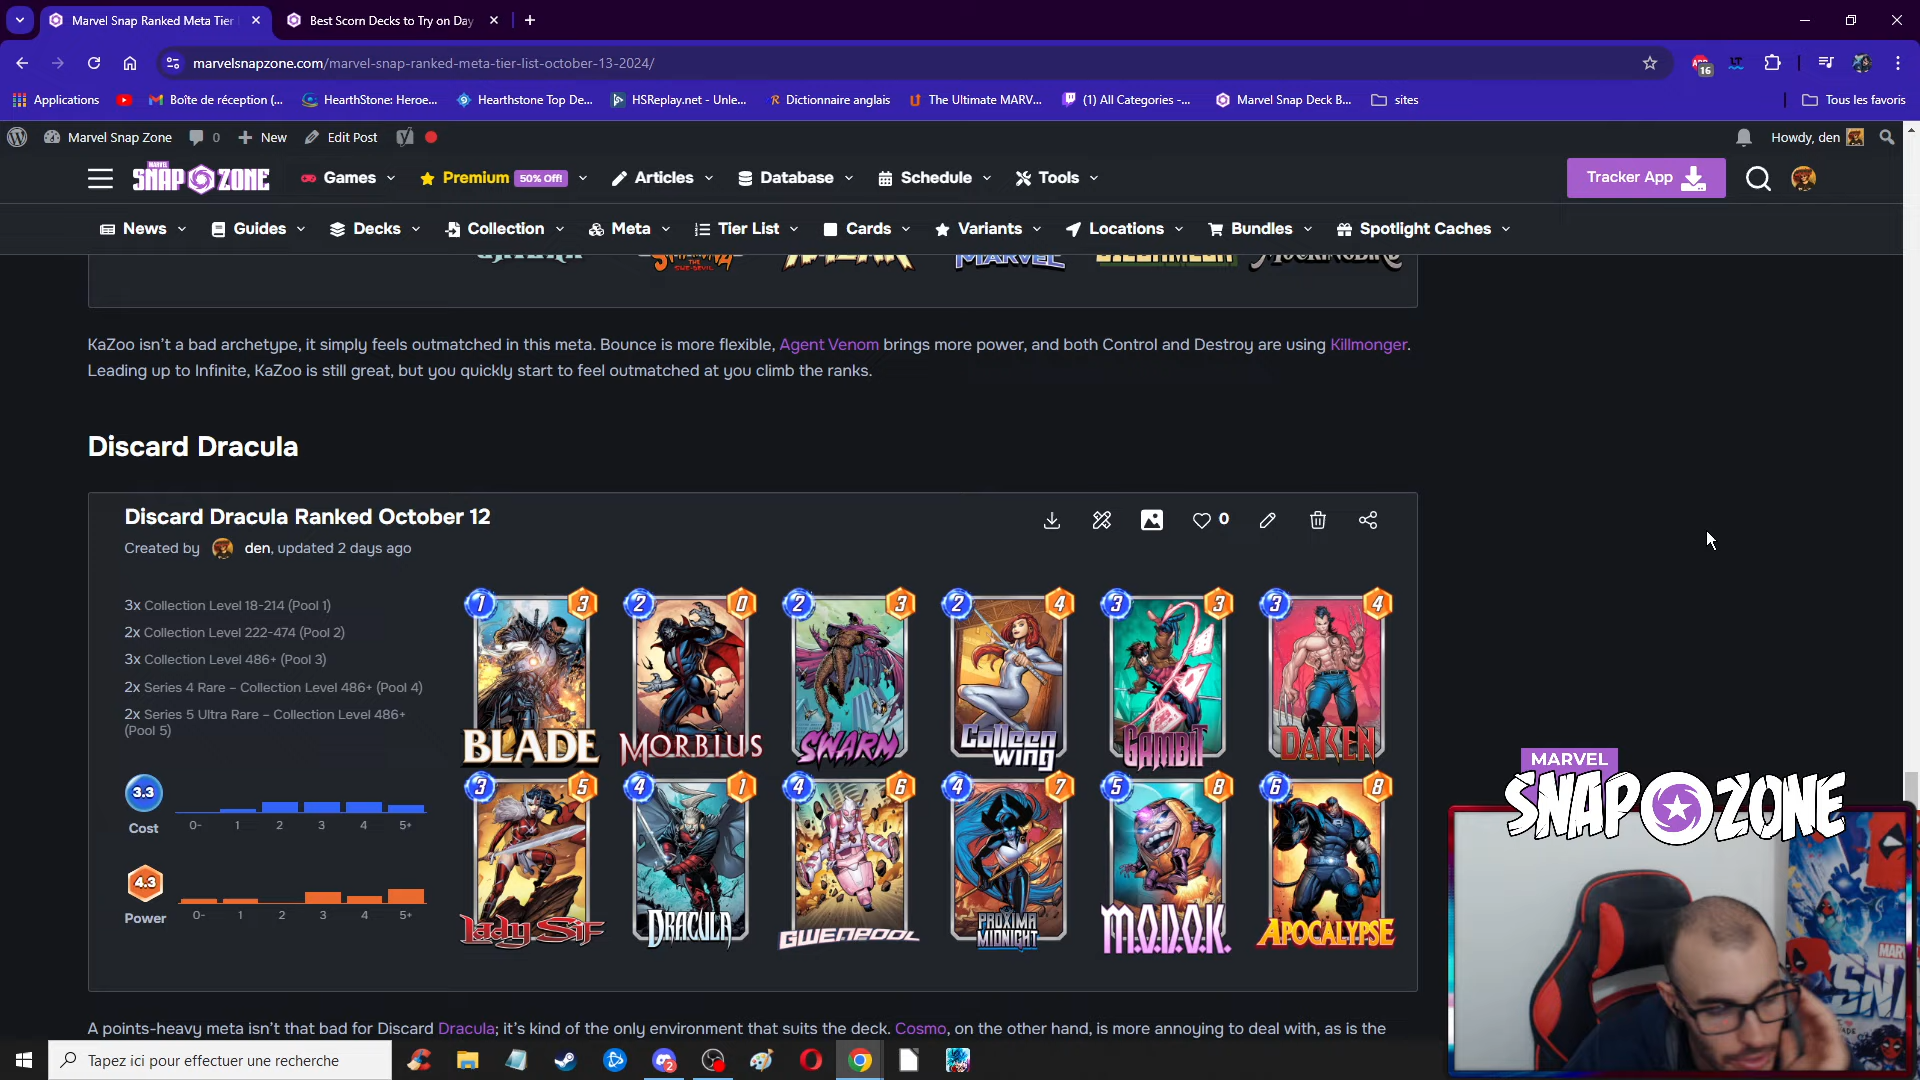 Marvel Snap Ranked Meta Tier
Best Scorn Decks to Try on Day
marvelsnapzone.com/marvel-snap-ranked-meta-tier-list-october-13-2024/
16
Applications
Boîte de réception (...
HearthStone: Heroe...
Hearthstone Top De...
HSReplay.net - Unle...
Dictionnaire anglais
The Ultimate MARV...
(1) All Categories -...
Marvel Snap Deck B...
sites
Tous les favoris
Marvel Snap Zone
0
New
Edit Post
Howdy, den
MARVEL
SNAP ZONE
Games
Premium 50% Off!
Articles
Database
Schedule
Tools
Tracker App
News
Guides
Decks
Collection
Meta
Tier List
Cards
Variants
Locations
Bundles
Spotlight Caches
KaZoo isn't a bad archetype, it simply feels outmatched in this meta. Bounce is more flexible, Agent Venom brings more power, and both Control and Destroy are using Killmonger.
Leading up to Infinite, KaZoo is still great, but you quickly start to feel outmatched at you climb the ranks.
Discard Dracula
Discard Dracula Ranked October 12
0
Created by den, updated 2 days ago
3x Collection Level 18-214 (Pool 1)
2x Collection Level 222-474 (Pool 2)
3x Collection Level 486+ (Pool 3)
2x Series 4 Rare – Collection Level 486+ (Pool 4)
2x Series 5 Ultra Rare – Collection Level 486+
(Pool 5)
3.3
Cost
0- 1 2 3 4 5+
4.3
Power
0- 1 2 3 4 5+
1 3 2 0 2 3 2 4 3 3 3 4
BLADE MORBIUS SWARM Colleen Wing GAMBIT DAKEN
3 5 4 1 4 6 4 7 5 8 6 8
Lady Sif DRACULA GWENPOOL PROXIMA MIDNIGHT M.O.D.O.K. APOCALYPSE
A points-heavy meta isn't that bad for Discard Dracula; it's kind of the only environment that suits the deck. Cosmo, on the other hand, is more annoying to deal with, as is the
MARVEL
SNAP ZONE
Tapez ici pour effectuer une recherche
2